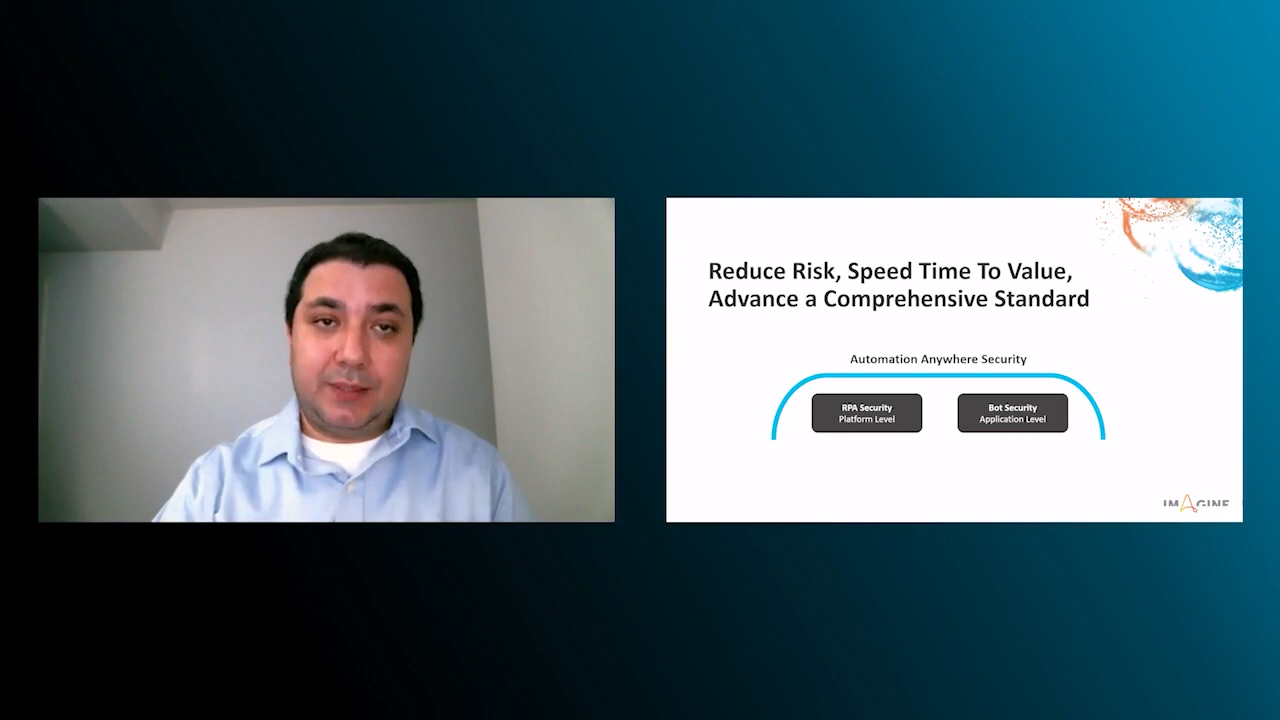 Reduce Risk, Speed Time To Value,
Advance a Comprehensive Standard
Automation Anywhere Security
RPA Security
Platform Level
Bot Security
Application Level
IMAGINE